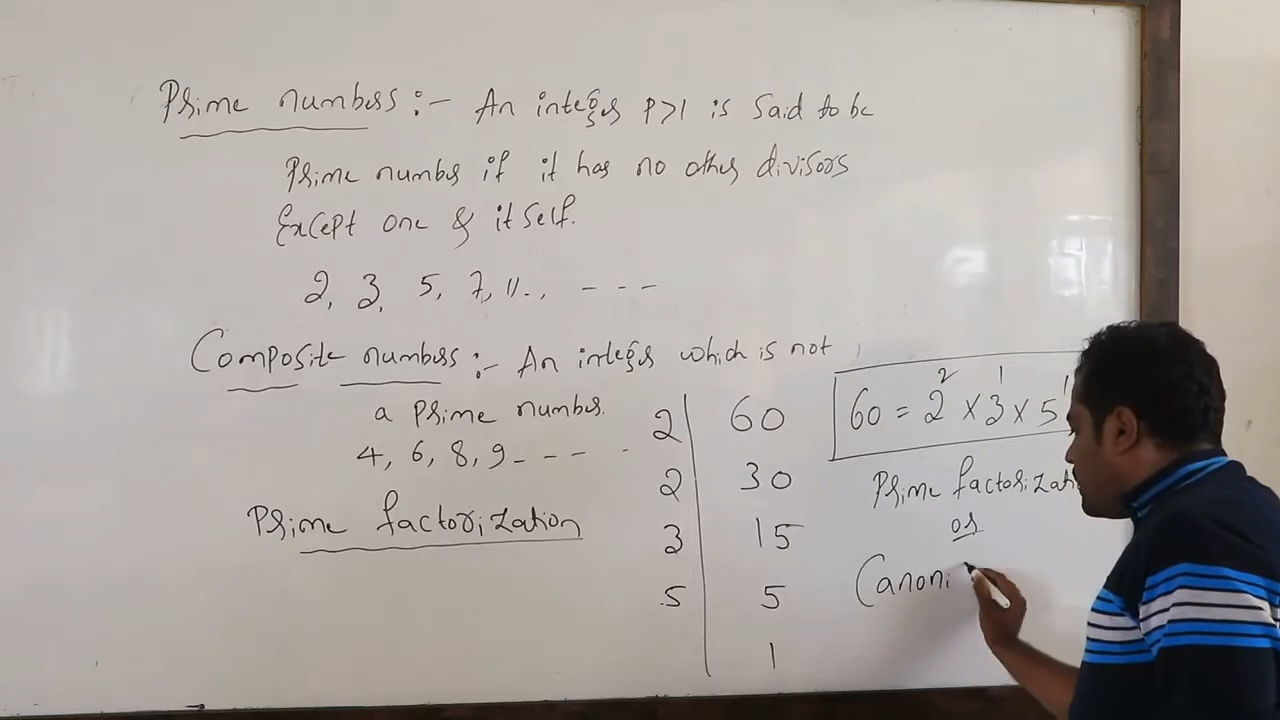 Prime numbers :- An integer P>1 is said to be
Prime number if it has no other divisors
Except one & itself.
2, 3, 5, 7, 11.., - - -
Composite numbers :- An integer which is not
a prime number.
4, 6, 8, 9 - - - -
Prime factorization
2 | 60
2 | 30
3 | 15
5 | 5
1
60 = 2² × 3¹ × 5¹
Prime factorizati
or
Canoni